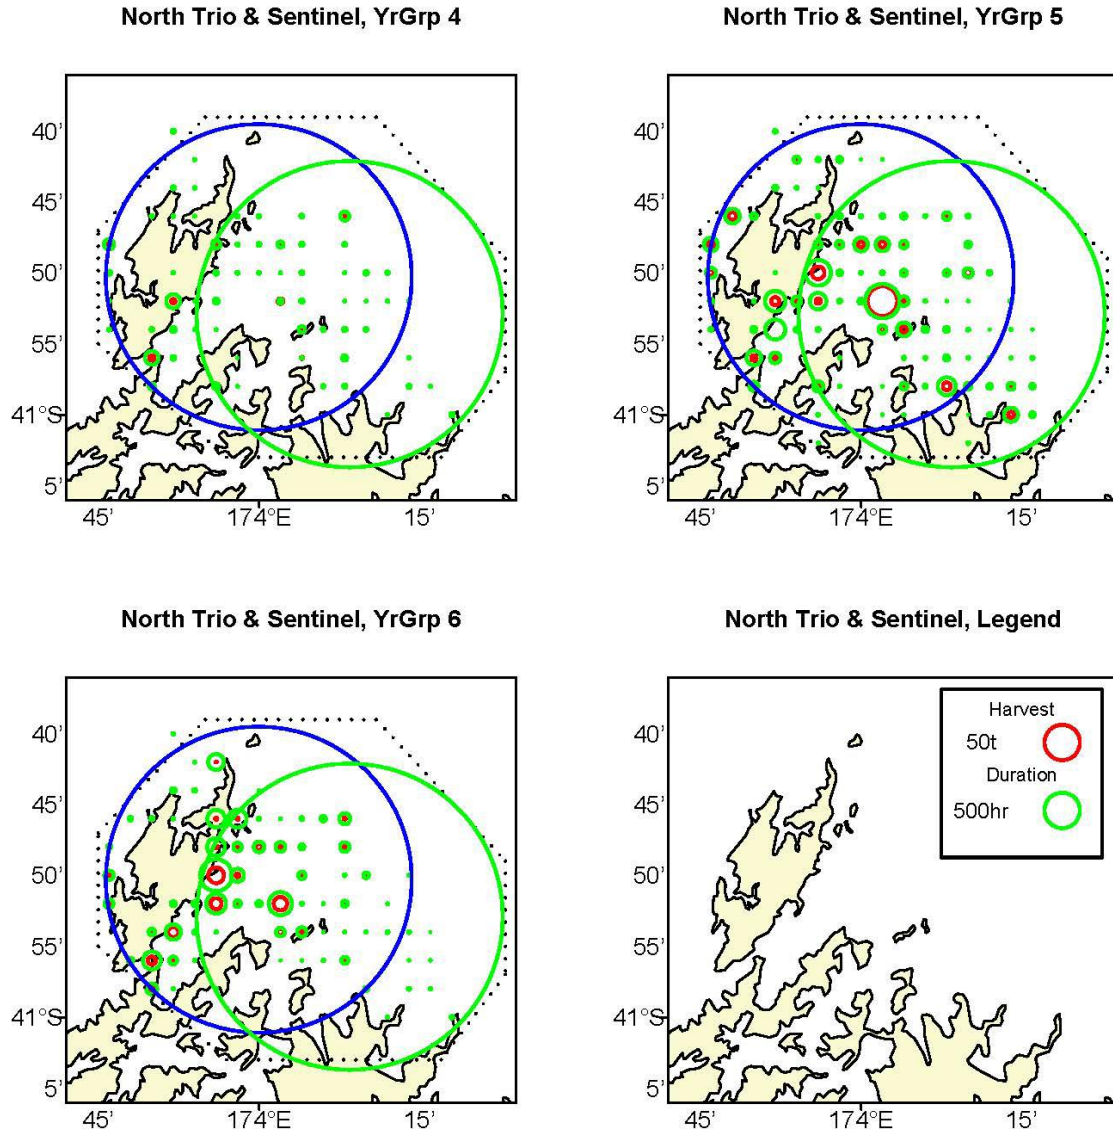 North Trio & Sentinel, YrGrp 4
40'
45'
50'
55'
41°S
5'
45'
174°E
15'
North Trio & Sentinel, YrGrp 5
40'
45'
50'
55'
41°S
5'
45'
174°E
15'
North Trio & Sentinel, YrGrp 6
40'
45'
50'
55'
41°S
5'
45'
174°E
15'
North Trio & Sentinel, Legend
Harvest
50t
Duration
500hr
40'
45'
50'
55'
41°S
5'
45'
174°E
15'